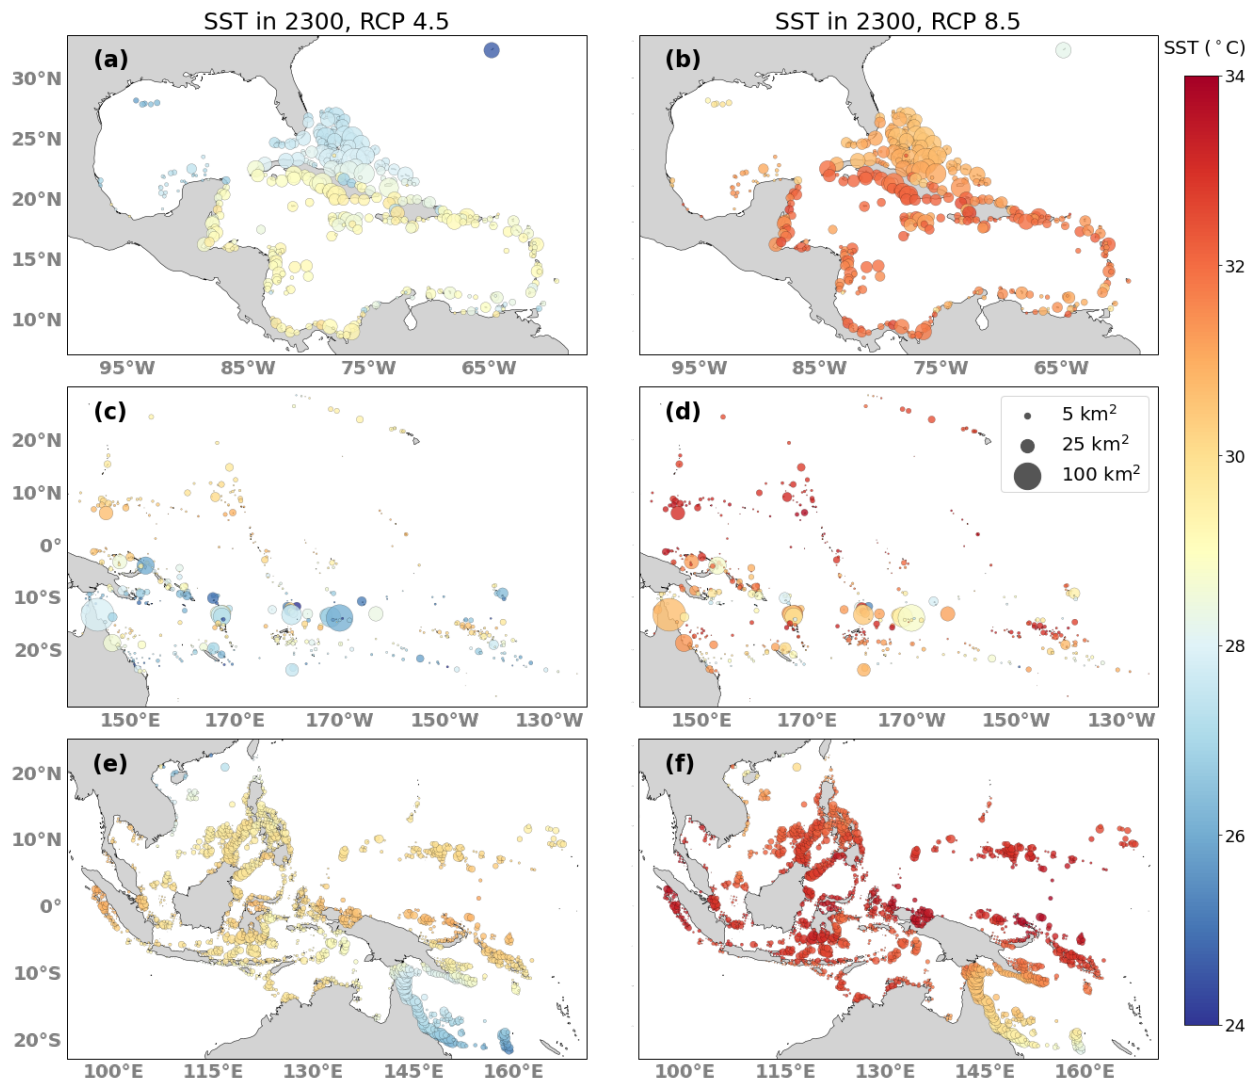 SST in 2300, RCP 4.5
SST in 2300, RCP 8.5
SST (°C)
(a)
30°N
25°N
20°N
15°N
10°N
95°W 85°W 75°W 65°W
(b)
95°W 85°W 75°W 65°W
34
32
30
28
26
24
(c)
20°N
10°N
0°
10°S
20°S
150°E 170°E 170°W 150°W 130°W
(d)
5 km²
25 km²
100 km²
150°E 170°E 170°W 150°W 130°W
(e)
20°N
10°N
0°
10°S
20°S
100°E 115°E 130°E 145°E 160°E
(f)
100°E 115°E 130°E 145°E 160°E